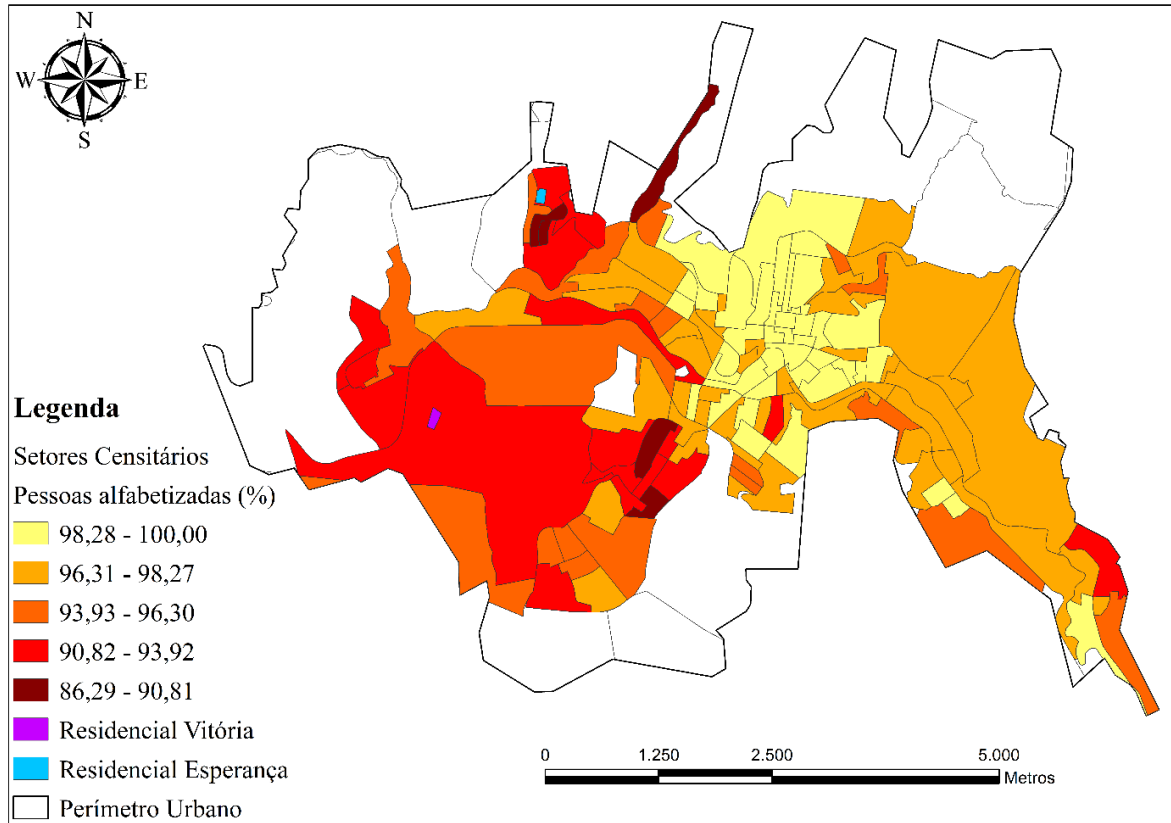 N
W E
S
Legenda
Setores Censitários
Pessoas alfabetizadas (%)
98,28 - 100,00
96,31 - 98,27
93,93 - 96,30
90,82 - 93,92
86,29 - 90,81
Residencial Vitória
Residencial Esperança
Perímetro Urbano
0 1.250 2.500 5.000
Metros